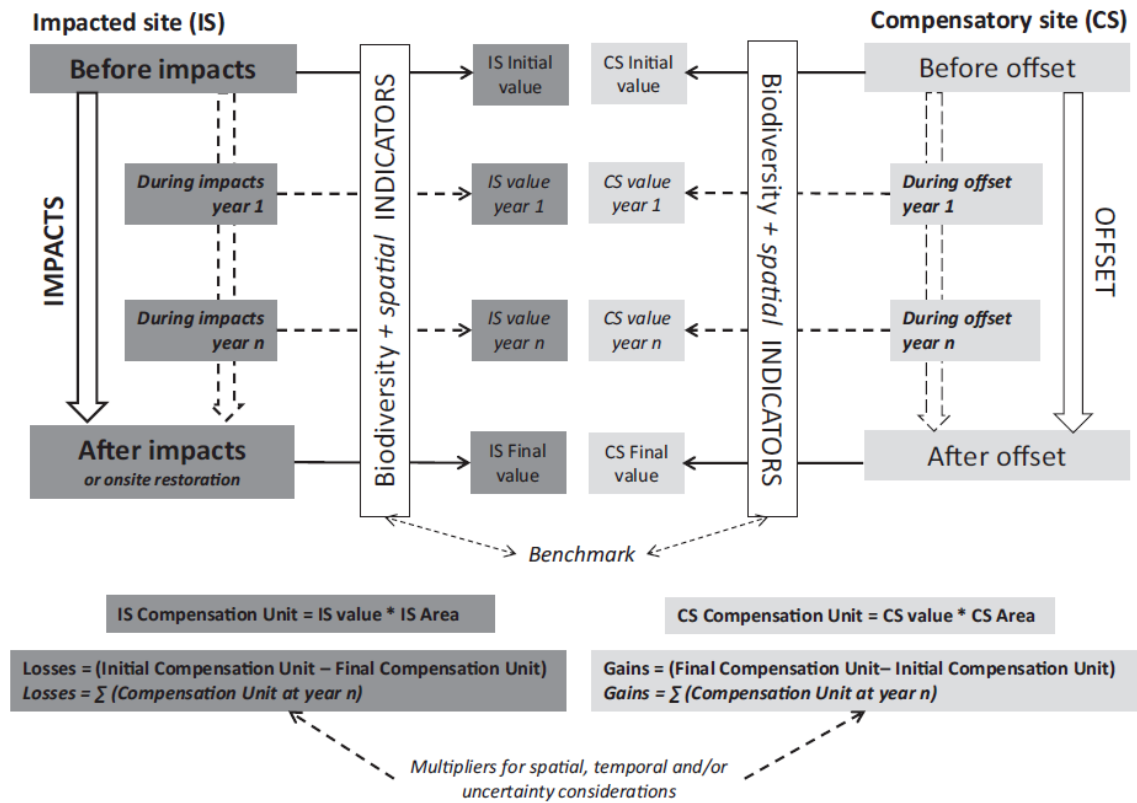 Impacted site (IS)
Compensatory site (CS)
Before impacts
IS Initial
value
CS Initial
value
Before offset
During impacts
year 1
IS value
year 1
CS value
year 1
During offset
year 1
IMPACTS
Biodiversity + spatial INDICATORS
Biodiversity + spatial INDICATORS
OFFSET
During impacts
year n
IS value
year n
CS value
year n
During offset
year n
After impacts
or onsite restoration
IS Final
value
CS Final
value
After offset
Benchmark
IS Compensation Unit = IS value * IS Area
CS Compensation Unit = CS value * CS Area
Losses = (Initial Compensation Unit – Final Compensation Unit)
Losses = ∑ (Compensation Unit at year n)
Gains = (Final Compensation Unit– Initial Compensation Unit)
Gains = ∑ (Compensation Unit at year n)
Multipliers for spatial, temporal and/or
uncertainty considerations